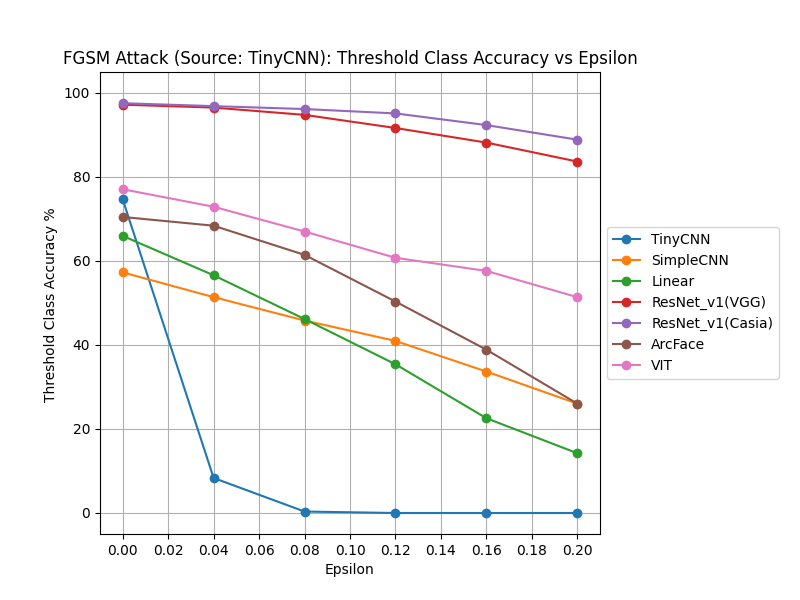 FGSM Attack (Source: TinyCNN): Threshold Class Accuracy vs Epsilon
100
80
60
40
20
0
Threshold Class Accuracy %
0.00 0.02 0.04 0.06 0.08 0.10 0.12 0.14 0.16 0.18 0.20
Epsilon
TinyCNN
SimpleCNN
Linear
ResNet_v1(VGG)
ResNet_v1(Casia)
ArcFace
VIT